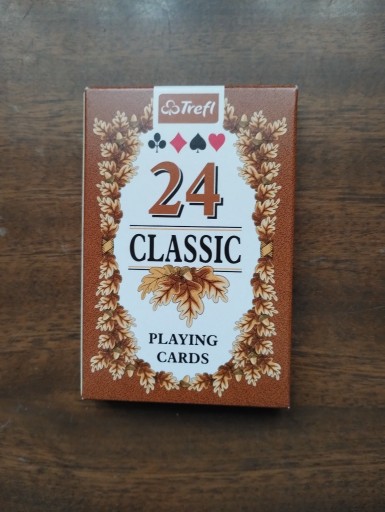 Trefl
24
CLASSIC
PLAYING
CARDS